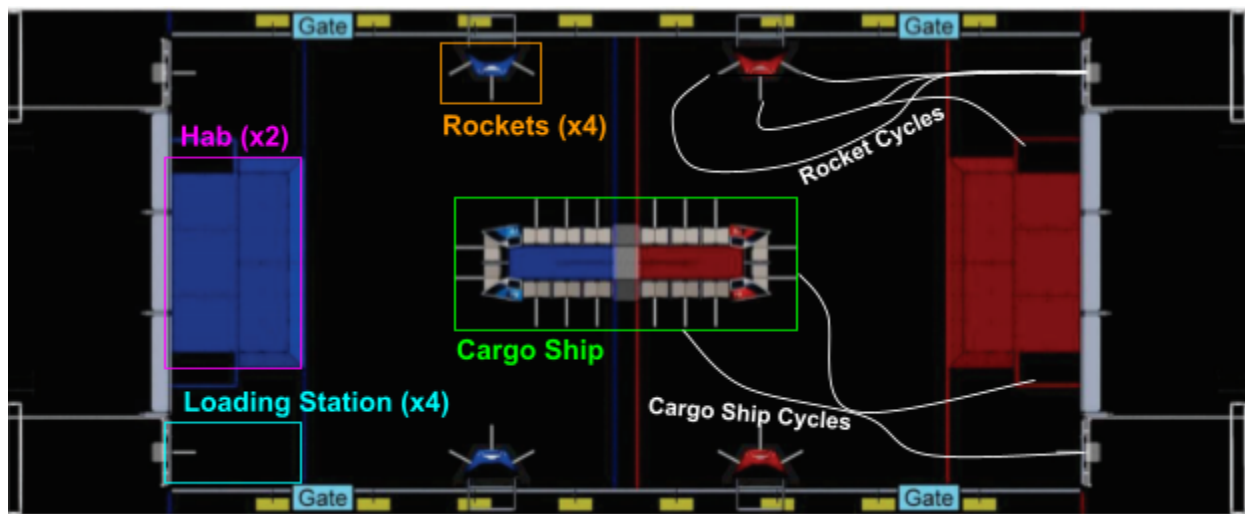 Gate
Gate
Rockets (x4)
Hab (x2)
Rocket Cycles
Cargo Ship
Loading Station (x4)
Cargo Ship Cycles
Gate
Gate